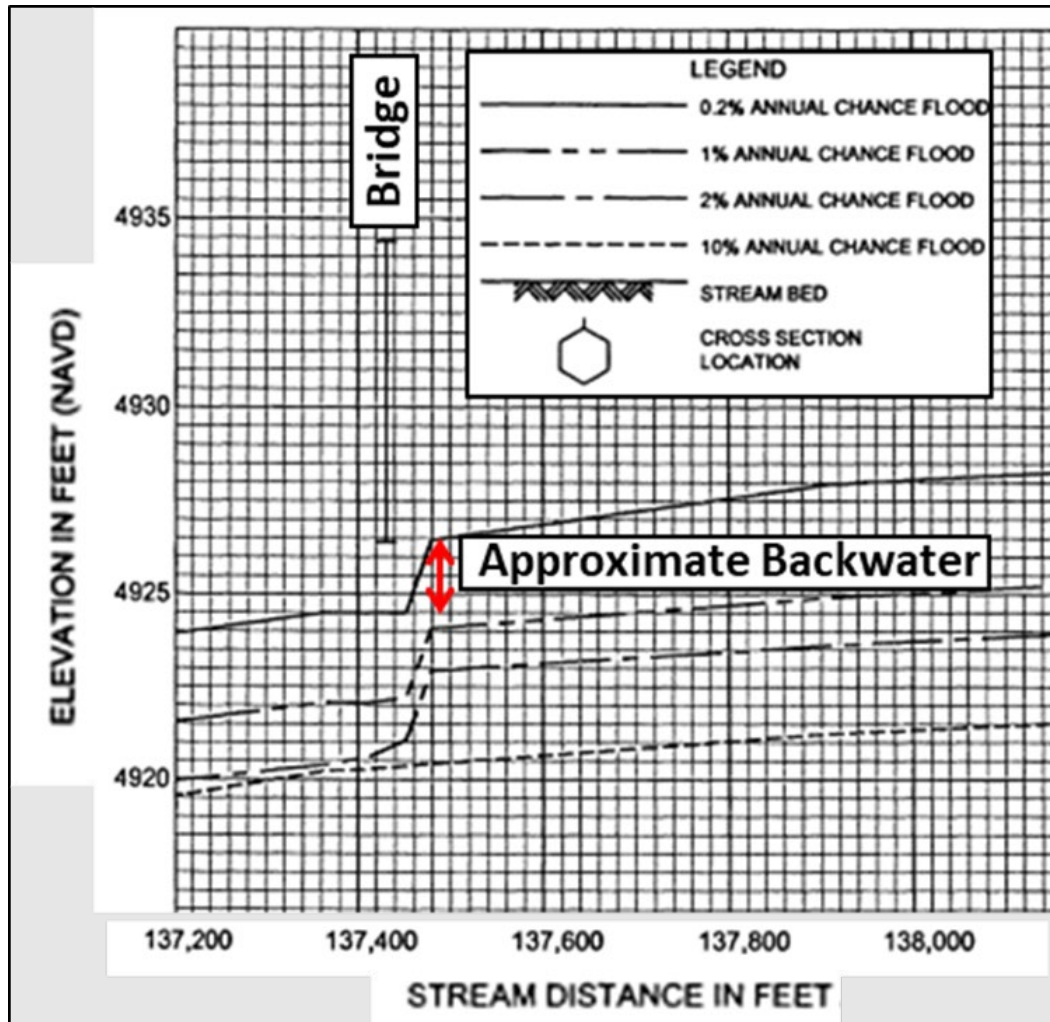 Bridge
LEGEND
0.2% ANNUAL CHANCE FLOOD
1% ANNUAL CHANCE FLOOD
2% ANNUAL CHANCE FLOOD
10% ANNUAL CHANCE FLOOD
STREAM BED
CROSS SECTION
LOCATION
4935
4930
4925
4920
ELEVATION IN FEET (NAVD)
Approximate Backwater
137,200 137,400 137,600 137,800 138,000
STREAM DISTANCE IN FEET